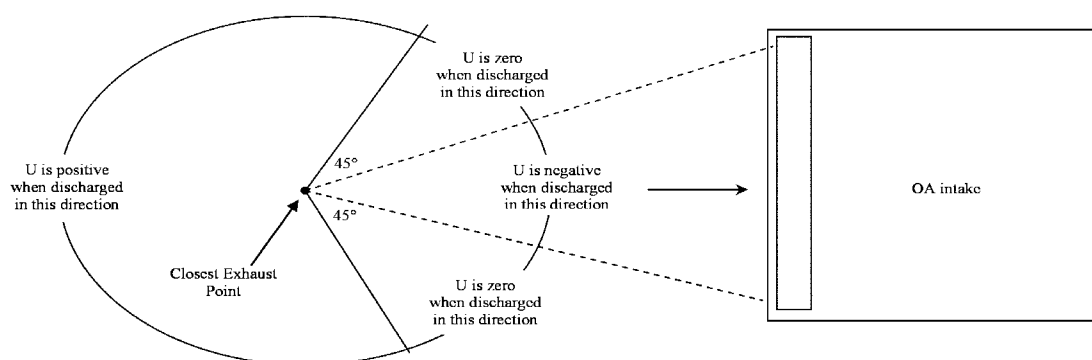 U is zero
when discharged
in this direction
U is positive
when discharged
in this direction
45°
45°
U is negative
when discharged
in this direction
OA intake
Closest Exhaust
Point
U is zero
when discharged
in this direction